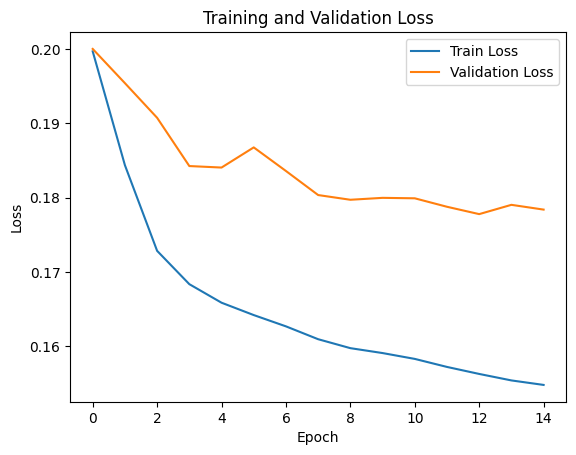 Training and Validation Loss
Train Loss
Validation Loss
0.20
0.19
0.18
0.17
0.16
Loss
0 2 4 6 8 10 12 14
Epoch